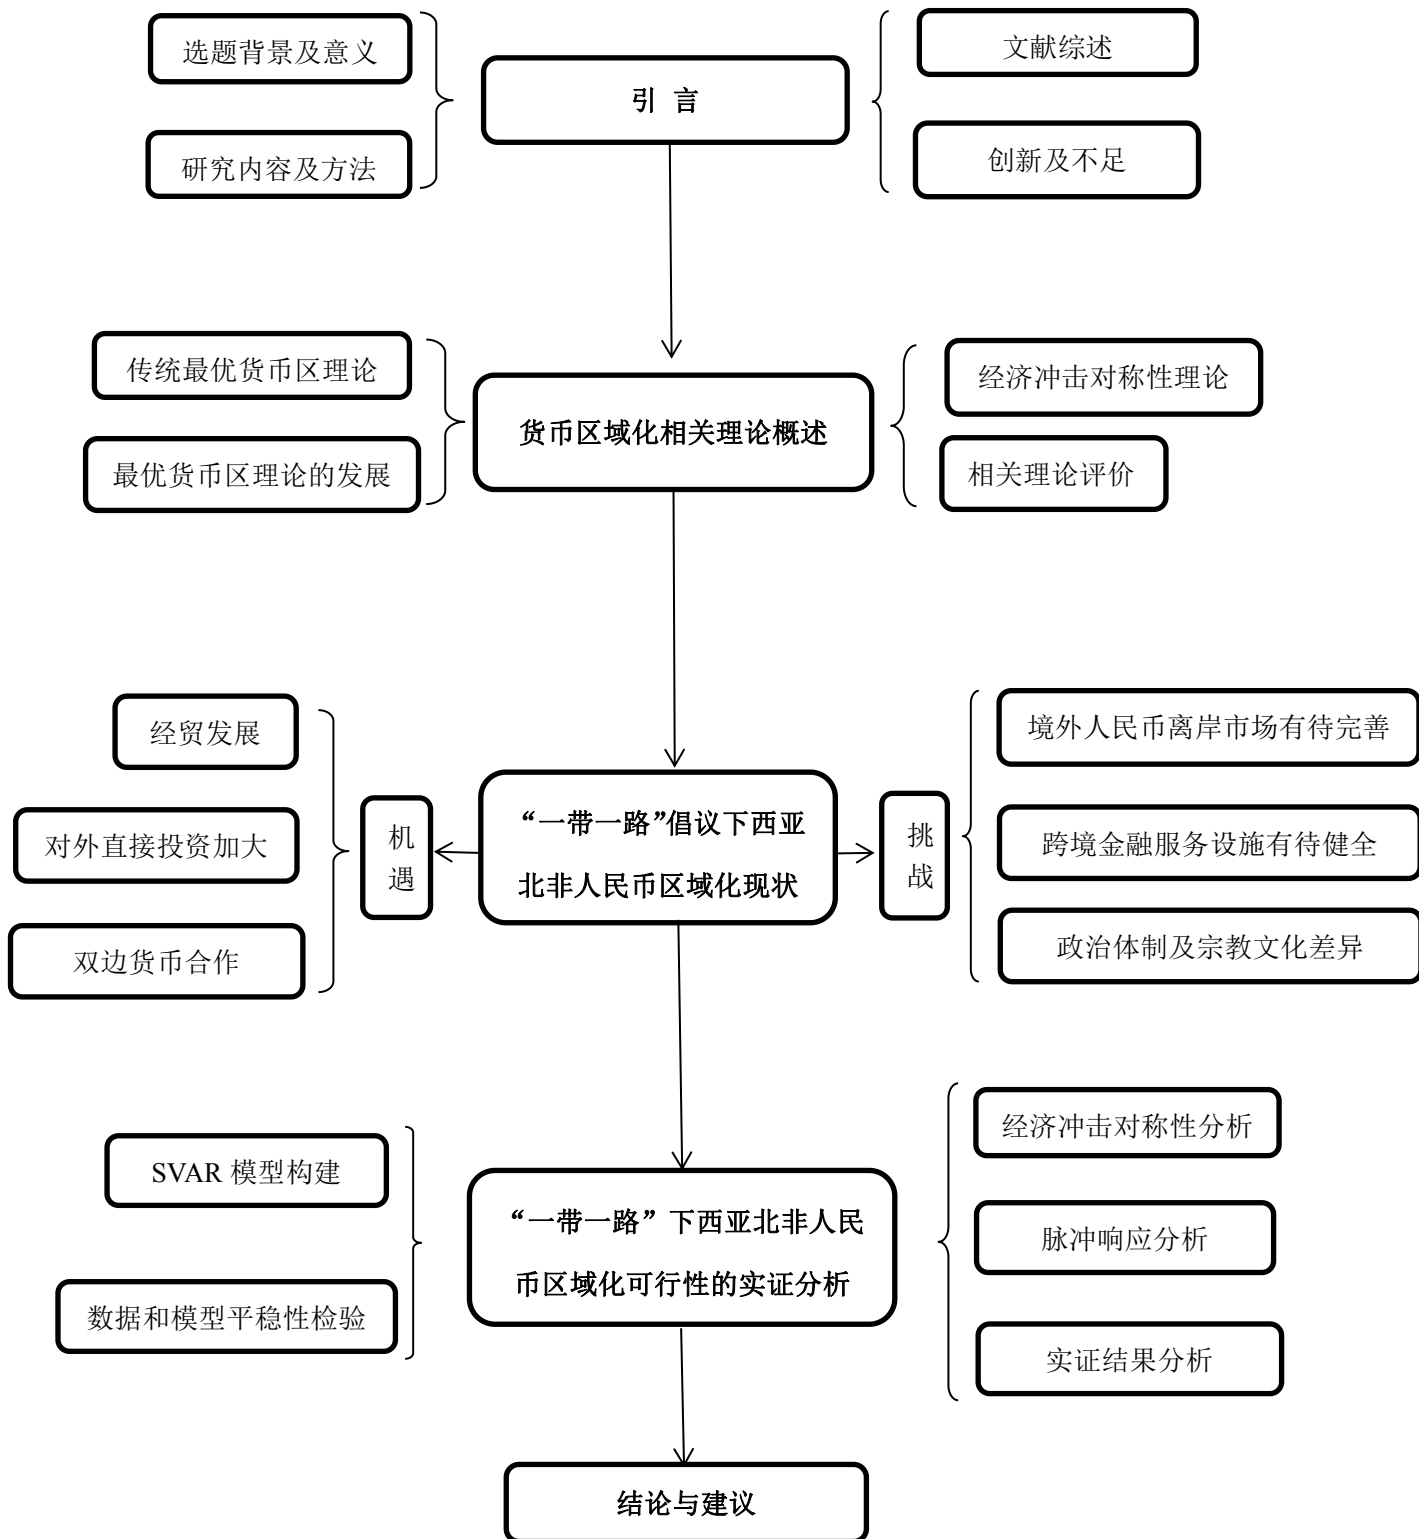 选题背景及意义
研究内容及方法
引 言
文献综述
创新及不足
传统最优货币区理论
最优货币区理论的发展
货币区域化相关理论概述
经济冲击对称性理论
相关理论评价
经贸发展
对外直接投资加大
双边货币合作
机
遇
“一带一路”倡议下西亚
北非人民币区域化现状
挑
战
境外人民币离岸市场有待完善
跨境金融服务设施有待健全
政治体制及宗教文化差异
SVAR 模型构建
数据和模型平稳性检验
“一带一路”下西亚北非人民
币区域化可行性的实证分析
经济冲击对称性分析
脉冲响应分析
实证结果分析
结论与建议